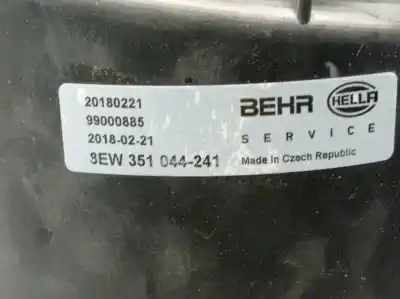 20180221
99000885
2018-02-21
8EW 351 044-241
BEHR HELLA
SERVICE
Made in Czech Republic